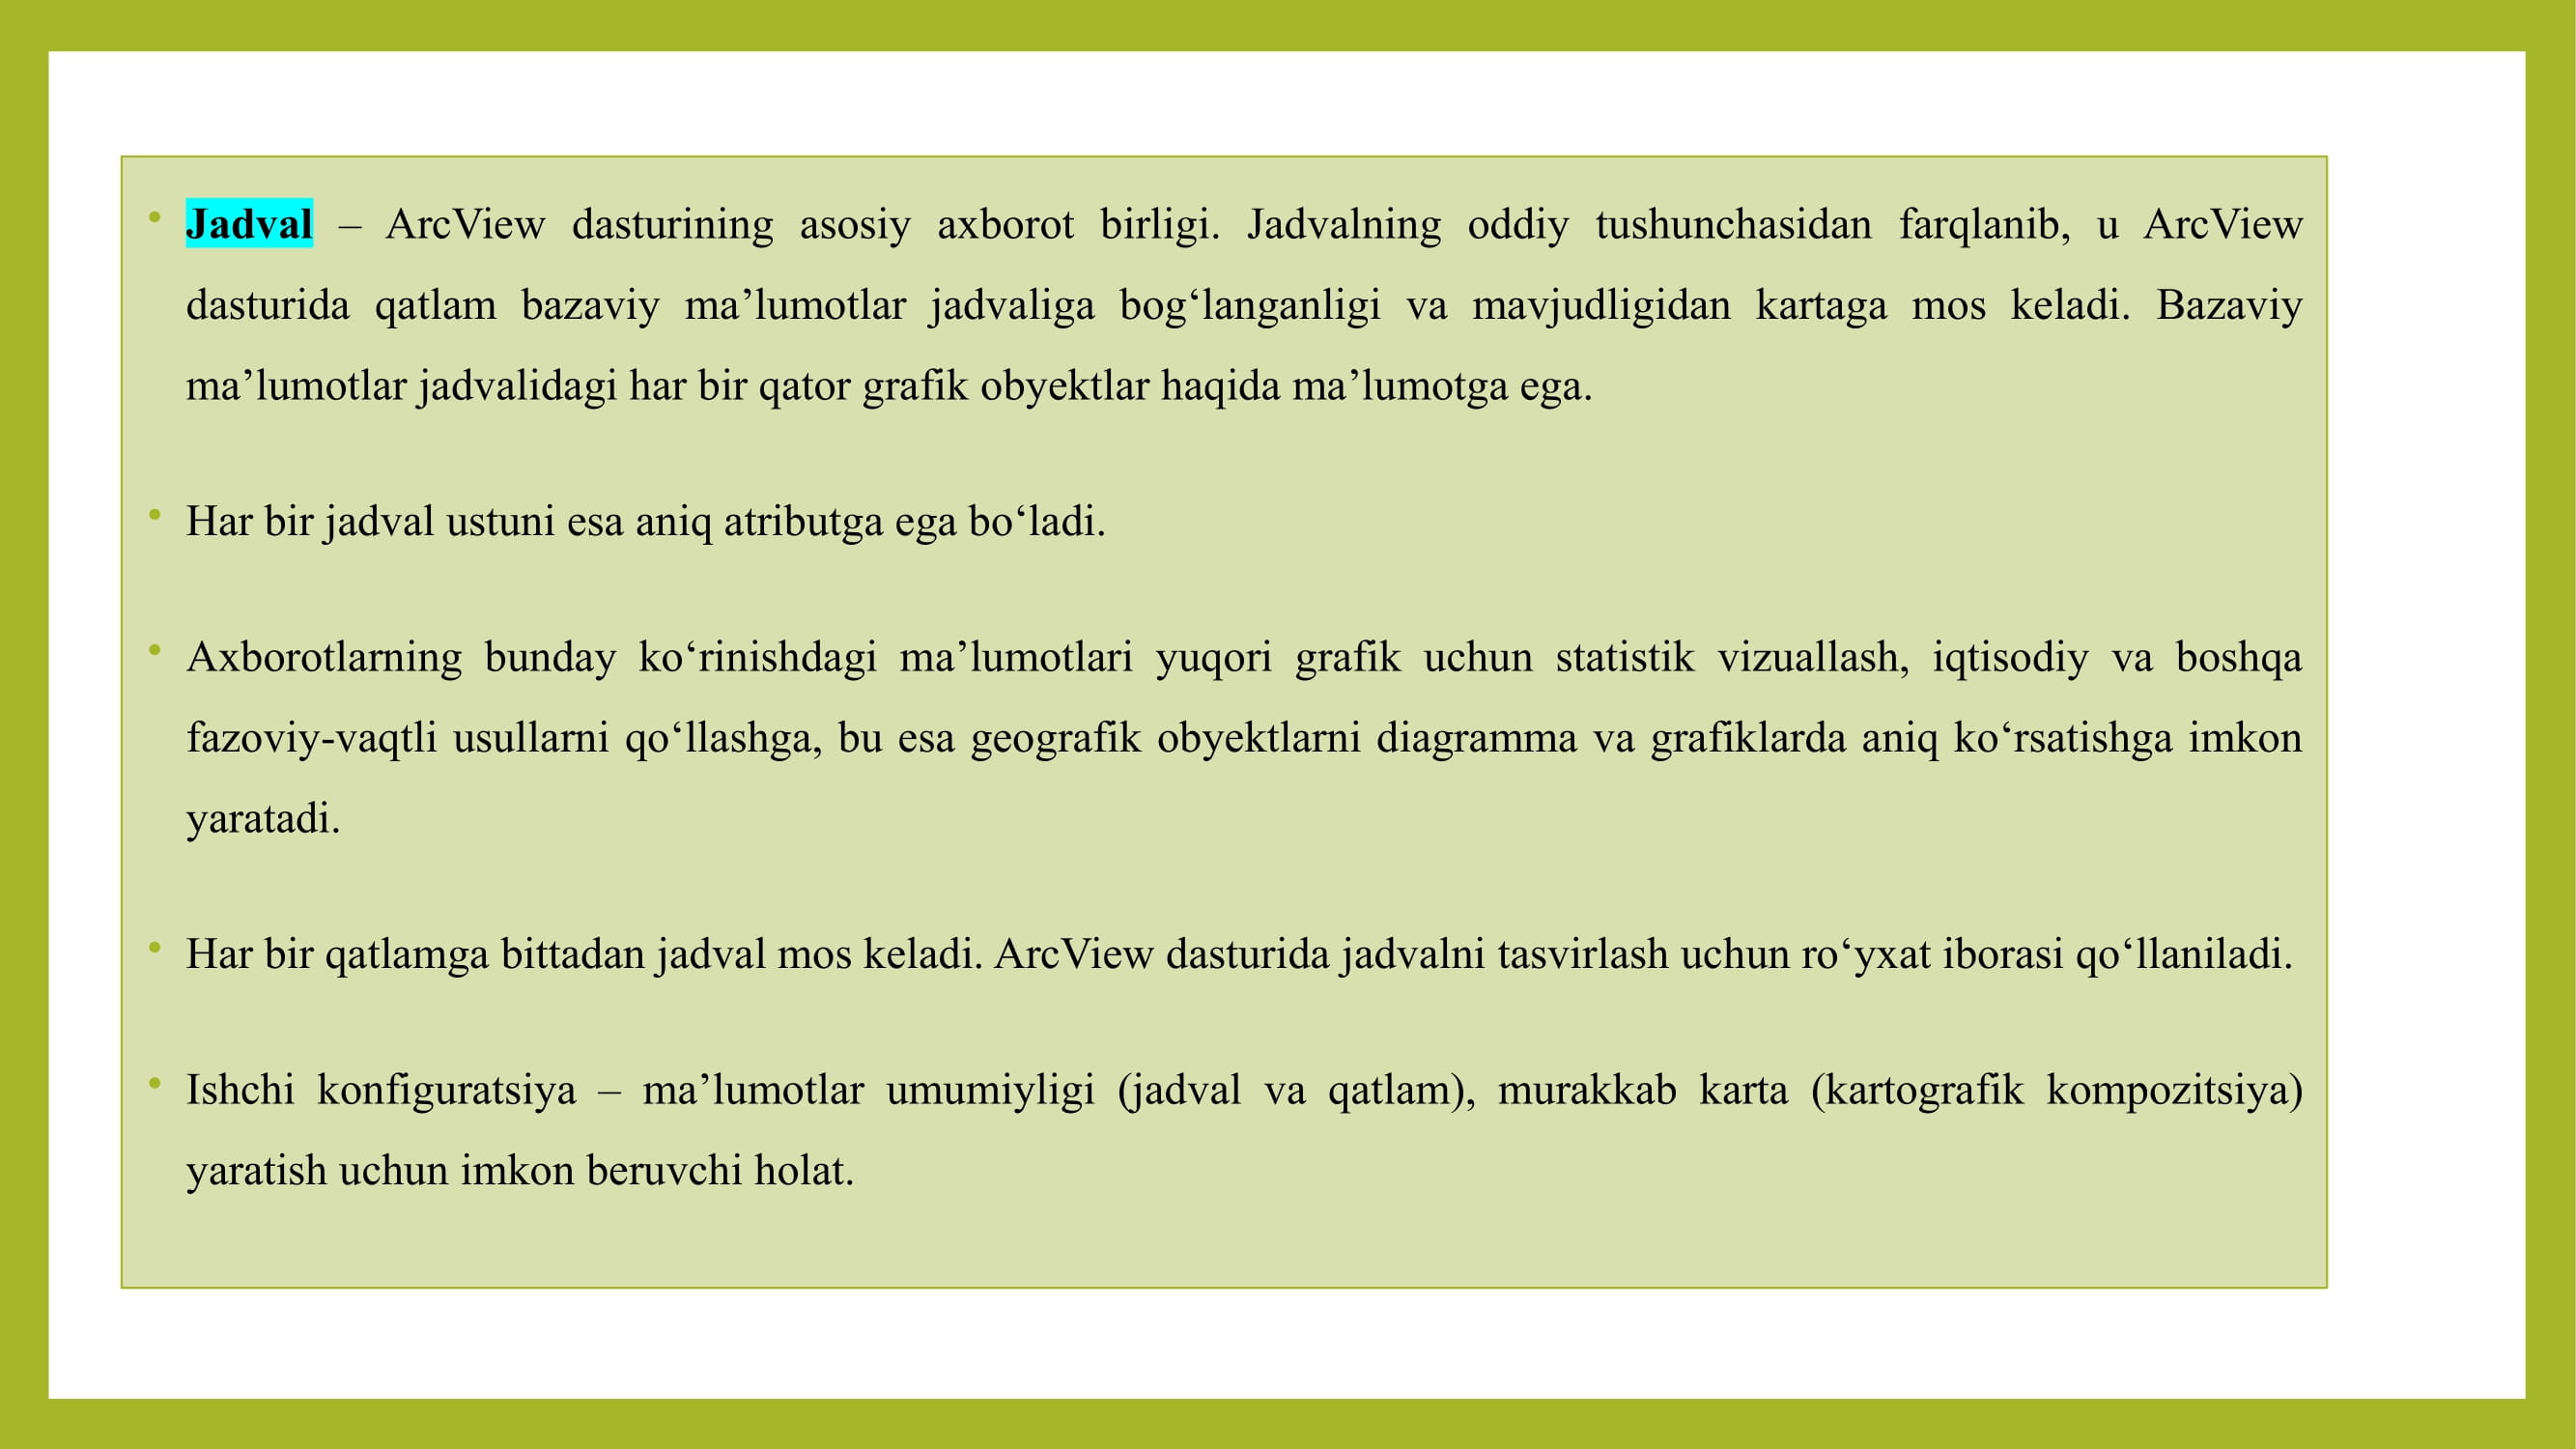 • Jadval – ArcView dasturining asosiy axborot birligi. Jadvalning oddiy tushunchasidan farqlanib, u ArcView
dasturida qatlam bazaviy ma’lumotlar jadvaliga bog‘langanligi va mavjudligidan kartaga mos keladi. Bazaviy
ma’lumotlar jadvalidagi har bir qator grafik obyektlar haqida ma’lumotga ega.
• Har bir jadval ustuni esa aniq atributga ega bo‘ladi.
• Axborotlarning bunday ko‘rinishdagi ma’lumotlari yuqori grafik uchun statistik vizuallash, iqtisodiy va boshqa
fazoviy-vaqtli usullarni qo‘llashga, bu esa geografik obyektlarni diagramma va grafiklarda aniq ko‘rsatishga imkon
yaratadi.
• Har bir qatlamga bittadan jadval mos keladi. ArcView dasturida jadvalni tasvirlash uchun ro‘yxat iborasi qo‘llaniladi.
• Ishchi konfiguratsiya – ma’lumotlar umumiyligi (jadval va qatlam), murakkab karta (kartografik kompozitsiya)
yaratish uchun imkon beruvchi holat.